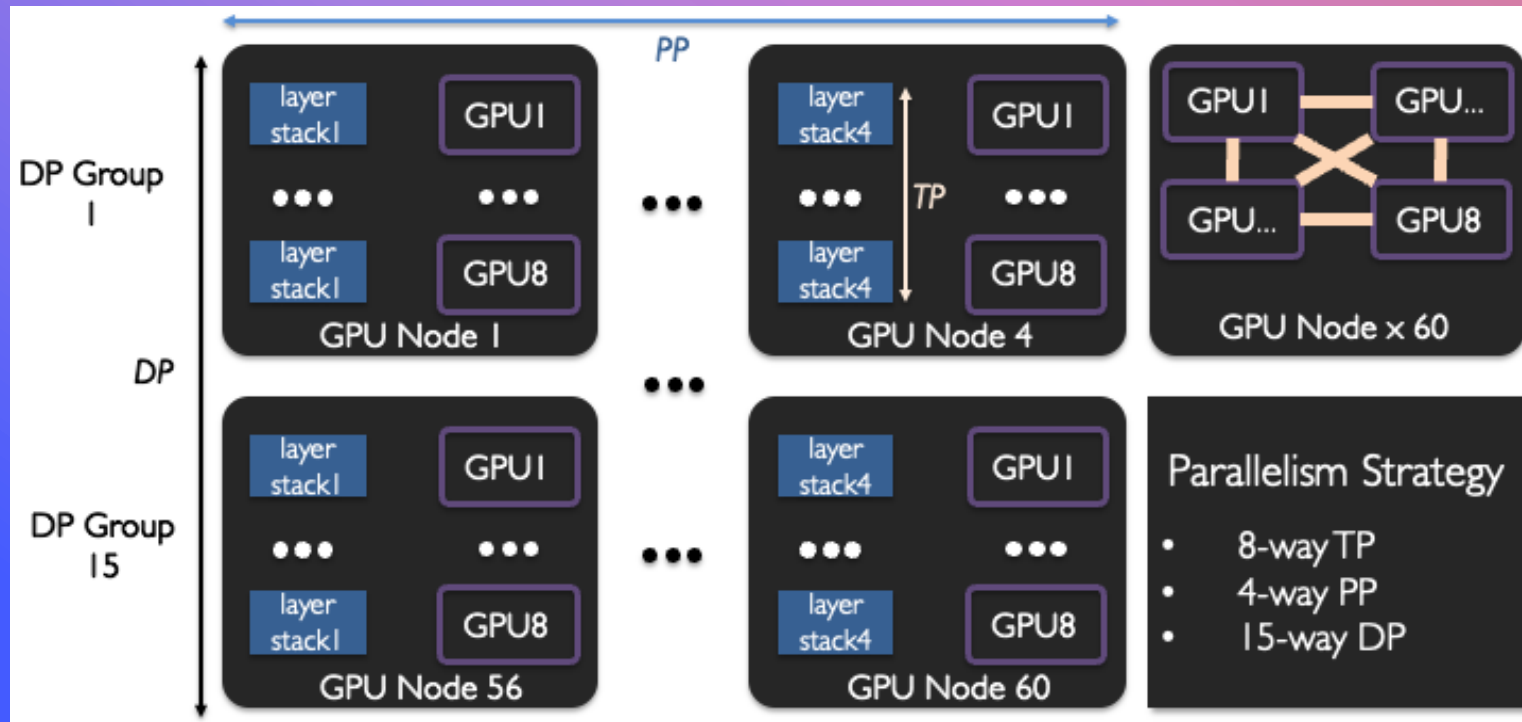 PP
DP Group
1
layer
stack1
GPU1
GPU8
layer
stack1
GPU Node 1
layer
stack4
TP
GPU1
layer
stack4
GPU8
GPU Node 4
GPU1
GPU...
GPU...
GPU8
GPU Node x 60
DP
DP Group
15
layer
stack1
GPU1
layer
stack1
GPU8
GPU Node 56
layer
stack4
GPU1
layer
stack4
GPU8
GPU Node 60
Parallelism Strategy
• 8-way TP
• 4-way PP
• 15-way DP